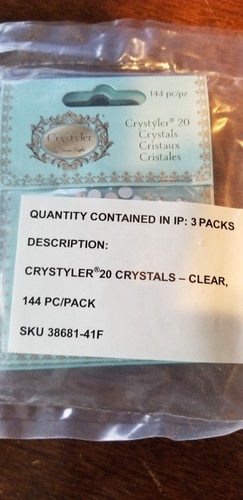 144 pc/pz
Crystyler® 20
Crystals
Cristaux
Cristales
Crystyler
QUANTITY CONTAINED IN IP: 3 PACKS
DESCRIPTION:
CRYSTYLER®20 CRYSTALS – CLEAR,
144 PC/PACK
SKU 38681-41F